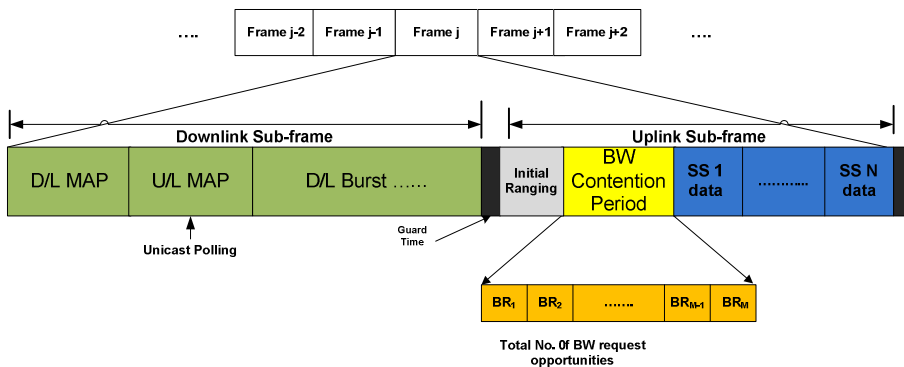 …. Frame j-2 Frame j-1 Frame j Frame j+1 Frame j+2 ….
Downlink Sub-frame Uplink Sub-frame
D/L MAP U/L MAP D/L Burst …… Initial Ranging BW Contention Period SS 1 data ……….. SS N data
Unicast Polling
Guard
Time
BR1 BR2 ……. BRM-1 BRM
Total No. 0f BW request
opportunities